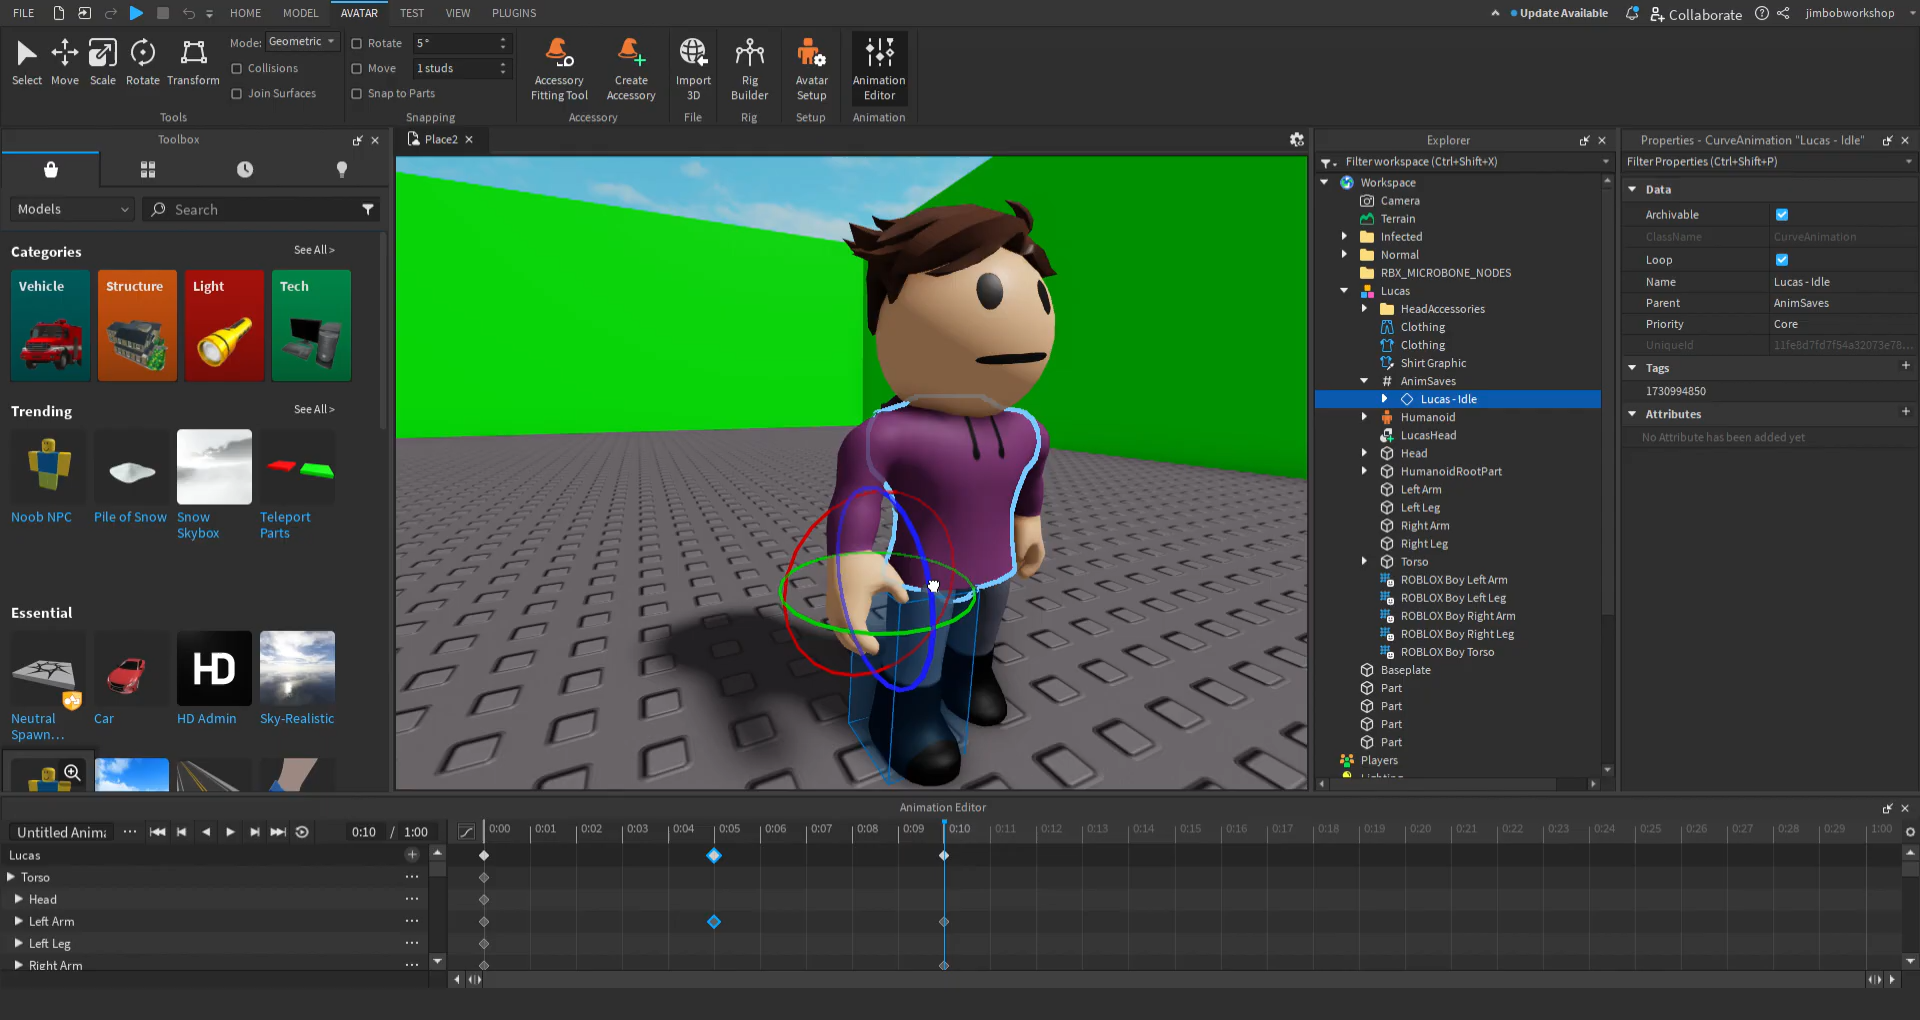 FILE HOME MODEL AVATAR TEST VIEW PLUGINS Update Available Collaborate jimbobworkshop
Select Move Scale Rotate Transform Mode: Geometric Rotate 5° Accessory Create Import Rig Avatar Animation
Collisions Move 1 studs Fitting Tool Accessory 3D Builder Setup Editor
Join Surfaces Snap to Parts
Tools Snapping Accessory File Rig Setup Animation
Toolbox
Models Search
Categories See All >
Vehicle Structure Light Tech
Trending See All >
Noob NPC Pile of Snow Snow Teleport
Skybox Parts
Essential See All >
HD
Neutral Car HD Admin Sky-Realistic
Spawn...
Place2
Explorer
Filter workspace (Ctrl+Shift+X)
Workspace
Camera
Terrain
Infected
Normal
RBX_MICROBONE_NODES
Lucas
HeadAccessories
Clothing
Clothing
Shirt Graphic
AnimSaves
Lucas - Idle
Humanoid
LucasHead
Head
HumanoidRootPart
Left Arm
Left Leg
Right Arm
Right Leg
Torso
ROBLOX Boy Left Arm
ROBLOX Boy Left Leg
ROBLOX Boy Right Arm
ROBLOX Boy Right Leg
ROBLOX Boy Torso
Baseplate
Part
Part
Part
Part
Players
Properties - CurveAnimation "Lucas - Idle"
Filter Properties (Ctrl+Shift+P)
Data
Archivable
ClassName CurveAnimation
Loop
Name Lucas - Idle
Parent AnimSaves
Priority Core
UniqueId 11fe8d7fd7f54a32073e78...
Tags
1730994850
Attributes
No Attribute has been added yet
Animation Editor
Untitled Anima 0:10 / 1:00 0:00 0:01 0:02 0:03 0:04 0:05 0:06 0:07 0:08 0:09 0:10 0:11 0:12 0:13 0:14 0:15 0:16 0:17 0:18 0:19 0:20 0:21 0:22 0:23 0:24 0:25 0:26 0:27 0:28 0:29 1:00
Lucas
Torso
Head
Left Arm
Left Leg
Right Arm